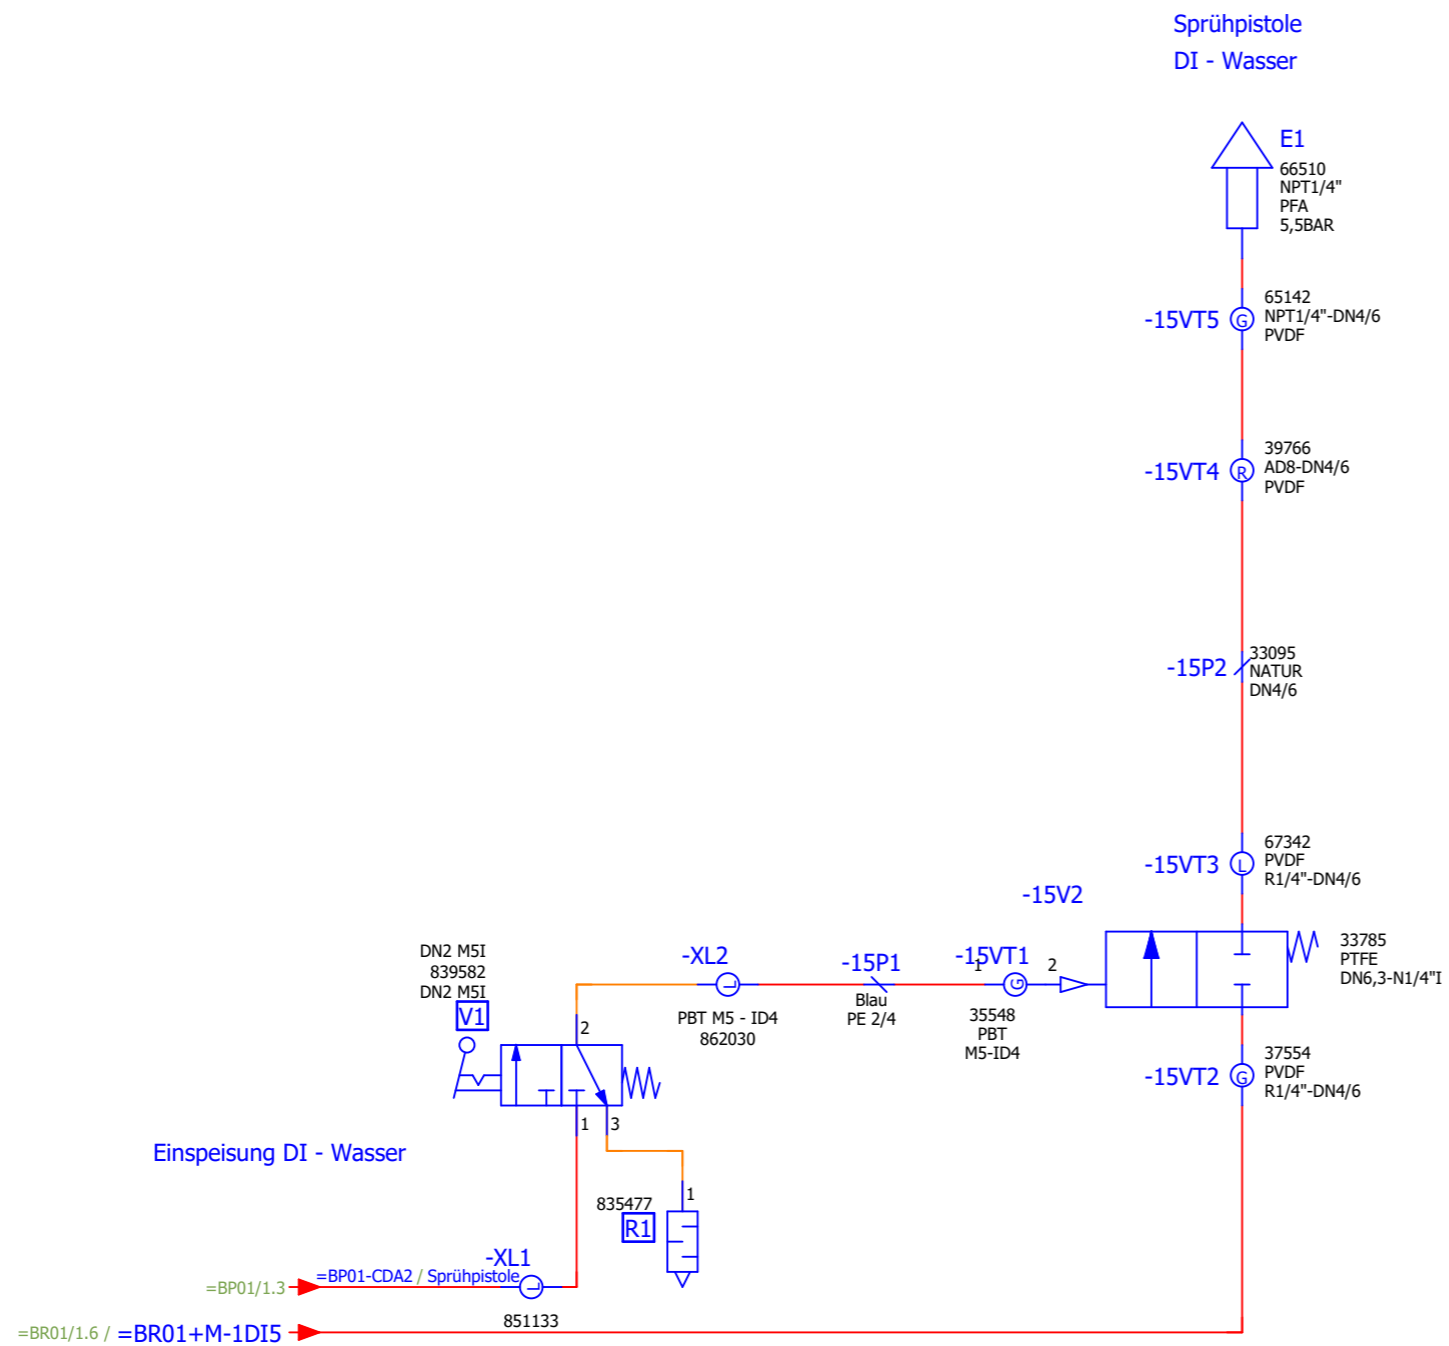 Sprühpistole
DI - Wasser
E1
66510
NPT1/4"
PFA
5,5BAR
-15VT5
G
65142
NPT1/4"-DN4/6
PVDF
-15VT4
R
39766
AD8-DN4/6
PVDF
-15P2
33095
NATUR
DN4/6
-15VT3
L
67342
PVDF
R1/4"-DN4/6
-15V2
33785
PTFE
DN6,3-N1/4"I
DN2 M5I
839582
DN2 M5I
V1
-XL2
L
PBT M5 - ID4
862030
-15P1
Blau
PE 2/4
-15VT1
1
G
2
35548
PBT
M5-ID4
2
1
3
-15VT2
G
37554
PVDF
R1/4"-DN4/6
Einspeisung DI - Wasser
835477
R1
1
-XL1
L
=BP01/1.3
=BP01-CDA2 / Sprühpistole
851133
=BR01/1.6 / =BR01+M-1DI5